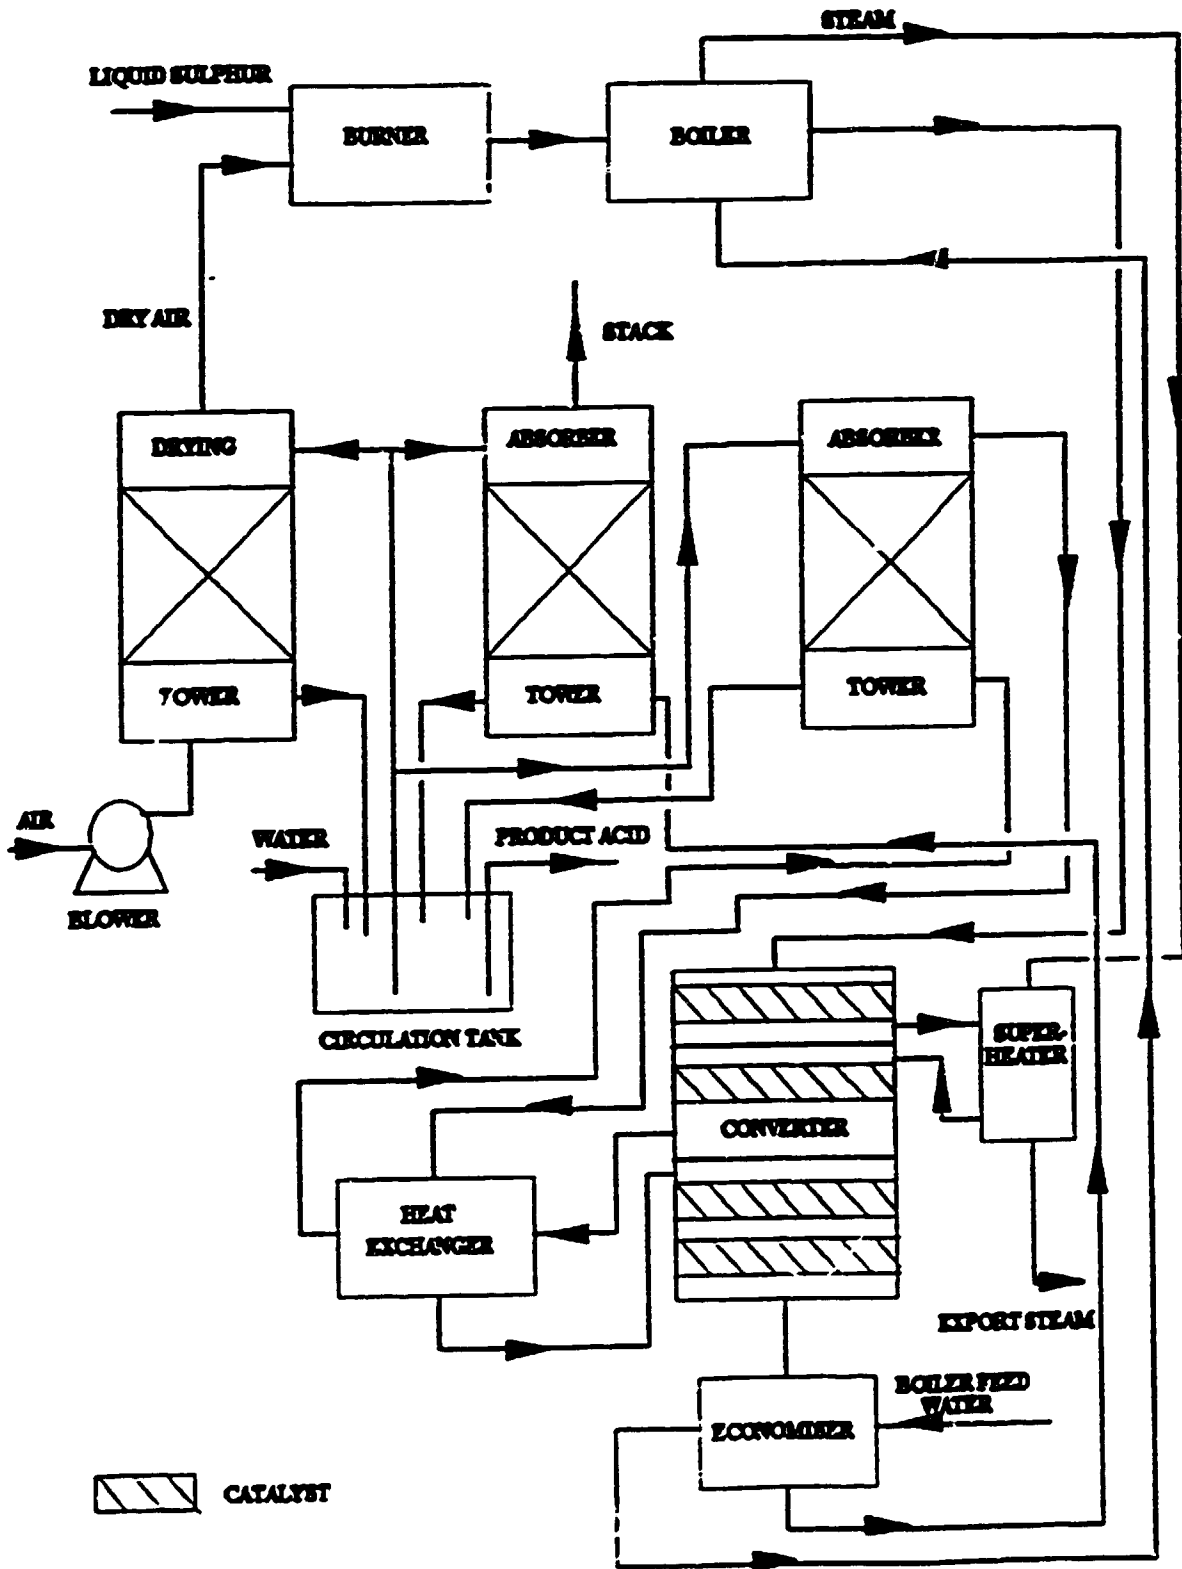 STEAM
LIQUID SULPHUR
BURNER
BOILER
DRY AIR
STACK
DRYING
ABSORBER
ABSORBER
TOWER
TOWER
TOWER
AIR
WATER
PRODUCT ACID
BLOWER
CIRCULATION TANK
SUPER-
HEATER
CONVERTER
HEAT
EXCHANGER
EXPORT STEAM
BOILER FEED
WATER
ECONOMISER
CATALYST